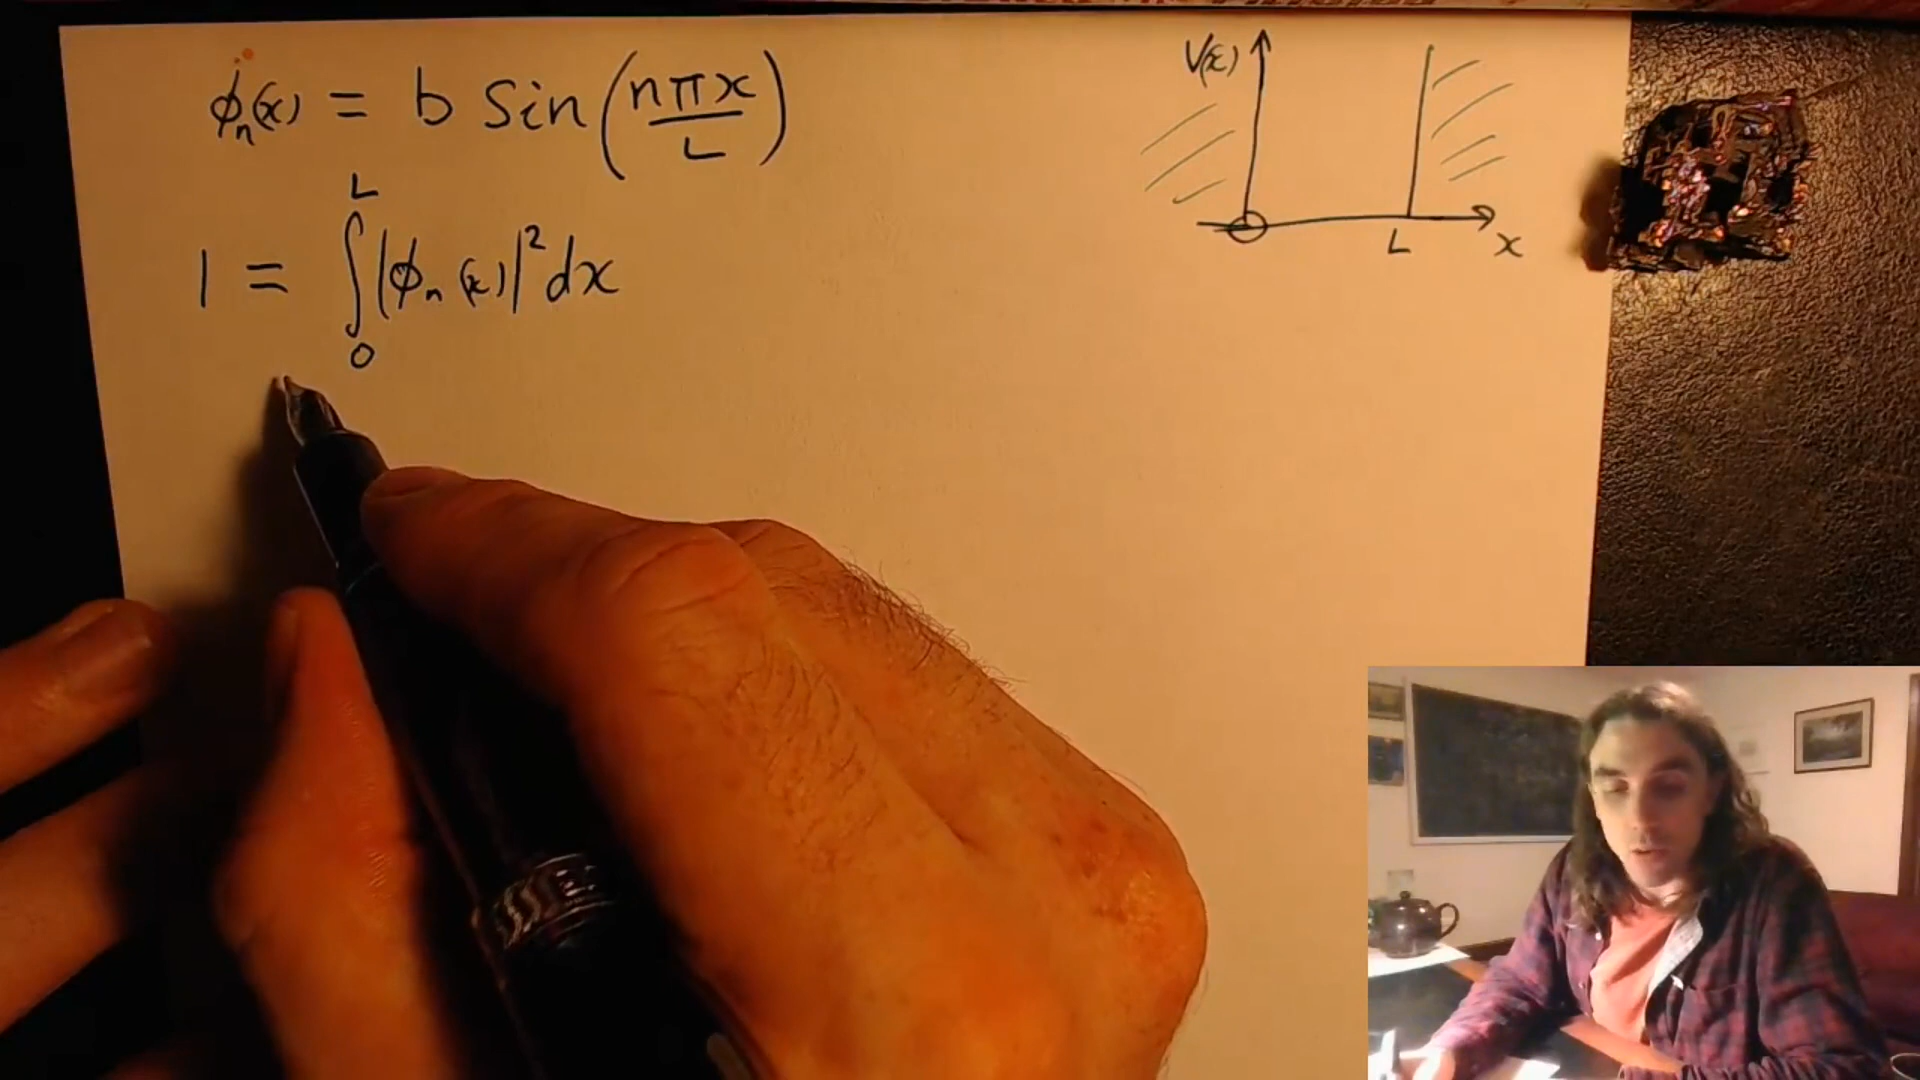 ϕₙ(x) = b Sin(nπx/L)
1 = ∫₀ᴸ |ϕₙ(x)|² dx
V(x)
L
x